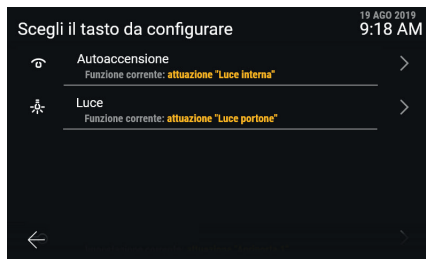 19 AGO 2019
Scegli il tasto da configurare
9:18 AM
Autoaccensione
Funzione corrente: attuazione "Luce interna"
Luce
Funzione corrente: attuazione "Luce portone"